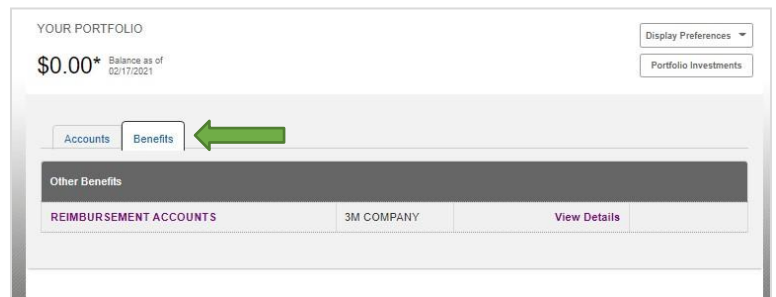 YOUR PORTFOLIO
Display Preferences
$0.00* Balance as of
02/17/2021
Portfolio Investments
Accounts Benefits
Other Benefits
REIMBURSEMENT ACCOUNTS 3M COMPANY View Details